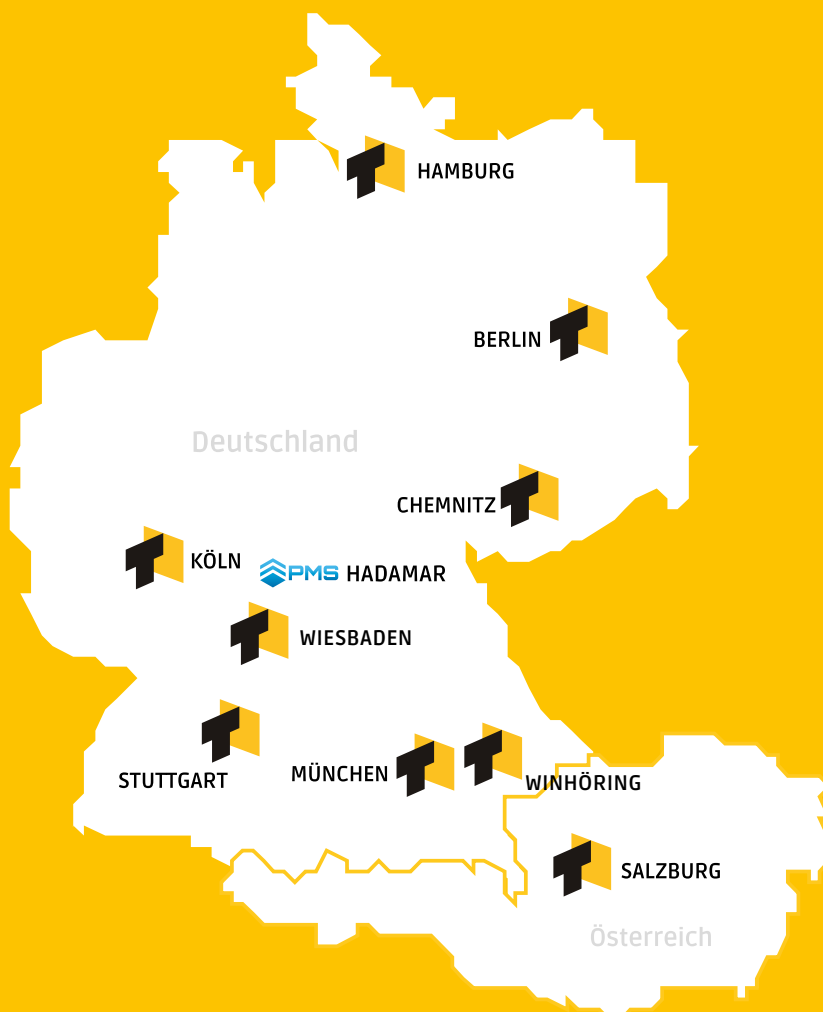 HAMBURG
BERLIN
Deutschland
CHEMNITZ
KÖLN
PMS HADAMAR
WIESBADEN
STUTTGART
MÜNCHEN
WINHÖRING
SALZBURG
Österreich